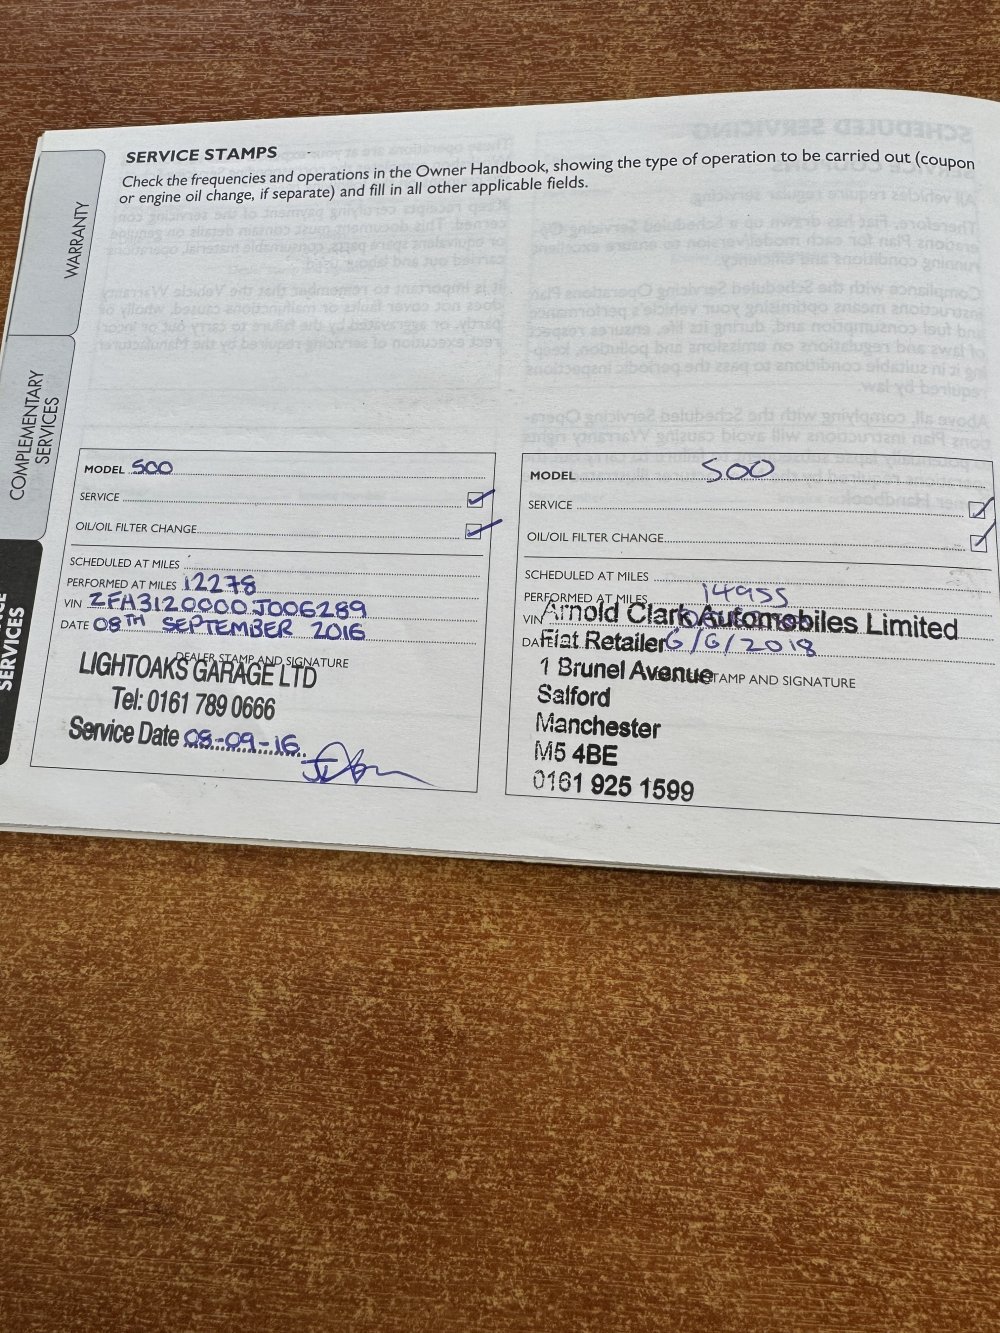 SERVICE STAMPS
Check the frequencies and operations in the Owner Handbook, showing the type of operation to be carried out (coupon
or engine oil change, if separate) and fill in all other applicable fields.
WARRANTY
COMPLEMENTARY
SERVICES
SERVICES
MODEL 500
SERVICE
OIL/OIL FILTER CHANGE
SCHEDULED AT MILES
PERFORMED AT MILES 12278
VIN ZFA3120000J006289
DATE 08TH SEPTEMBER 2016
DEALER STAMP AND SIGNATURE
LIGHTOAKS GARAGE LTD
Tel: 0161 789 0666
Service Date 08-09-16
MODEL 500
SERVICE
OIL/OIL FILTER CHANGE
SCHEDULED AT MILES
PERFORMED AT MILES 14955
VIN
Arnold Clark Automobiles Limited
DATE 6/6/2018
Fiat Retailer
STAMP AND SIGNATURE
1 Brunel Avenue
Salford
Manchester
M5 4BE
0161 925 1599